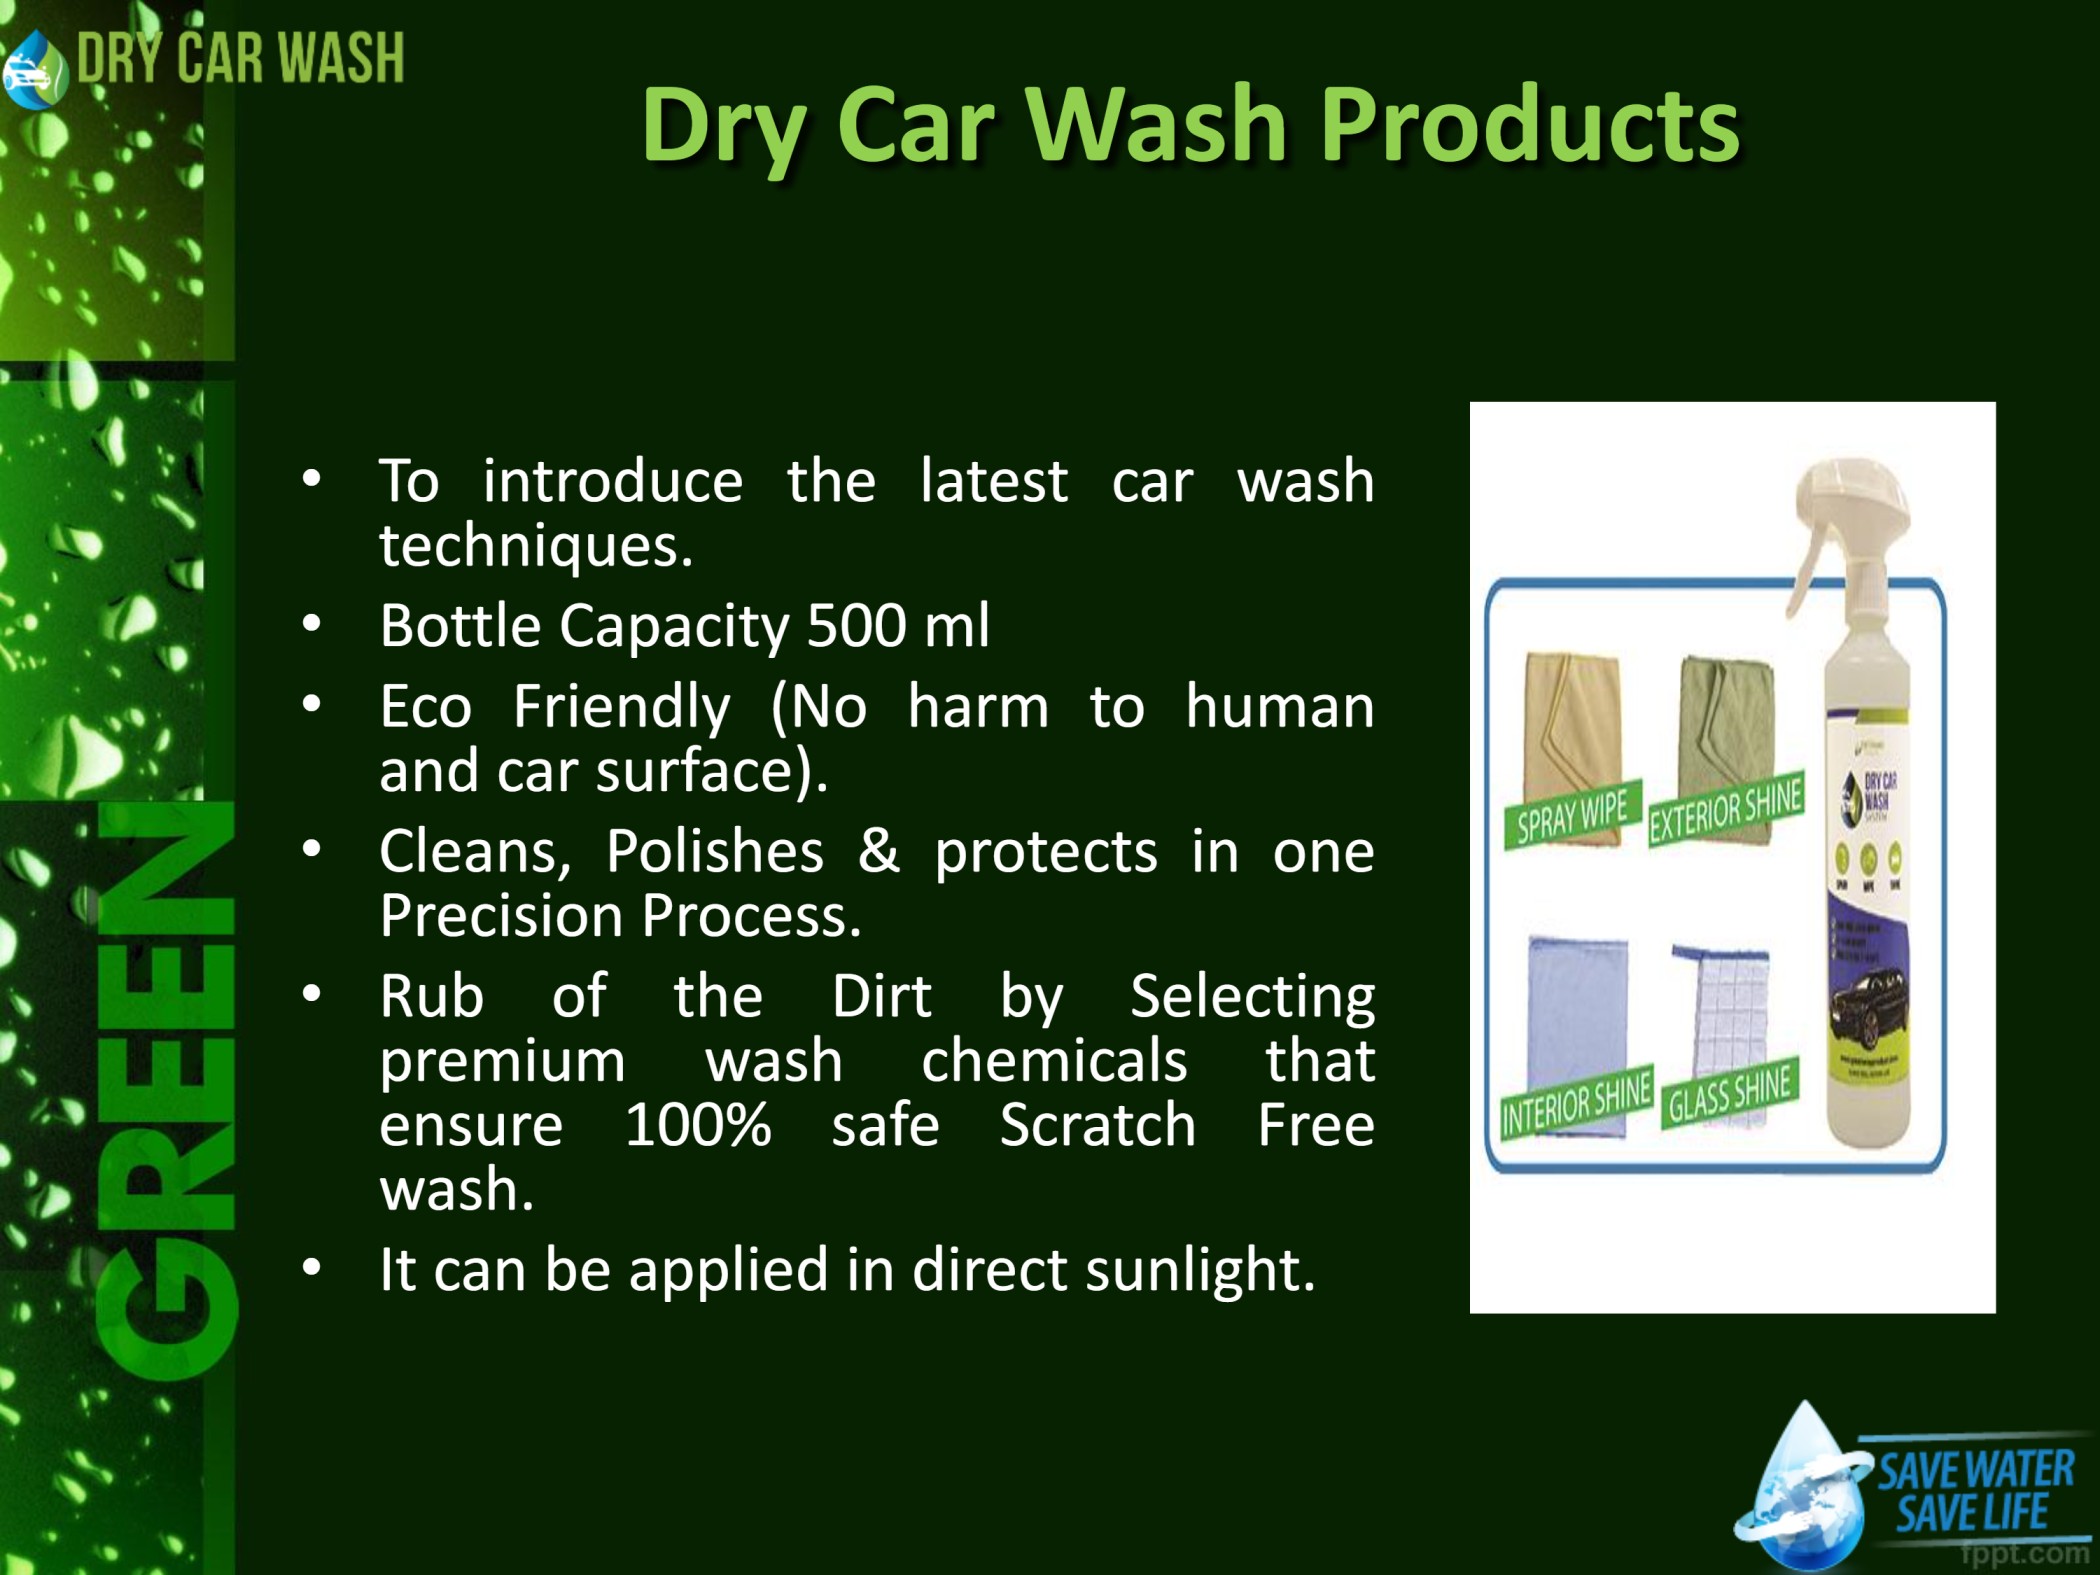 DRY CAR WASH
Dry Car Wash Products
• To introduce the latest car wash
techniques.
• Bottle Capacity 500 ml
• Eco Friendly (No harm to human
and car surface).
• Cleans, Polishes & protects in one
Precision Process.
• Rub of the Dirt by Selecting
premium wash chemicals that
ensure 100% safe Scratch Free
wash.
• It can be applied in direct sunlight.
GREEN
SPRAY WIPE
EXTERIOR SHINE
INTERIOR SHINE
GLASS SHINE
DRY CAR
WASH
SYSTEM
SAVE WATER
SAVE LIFE
fppt.com